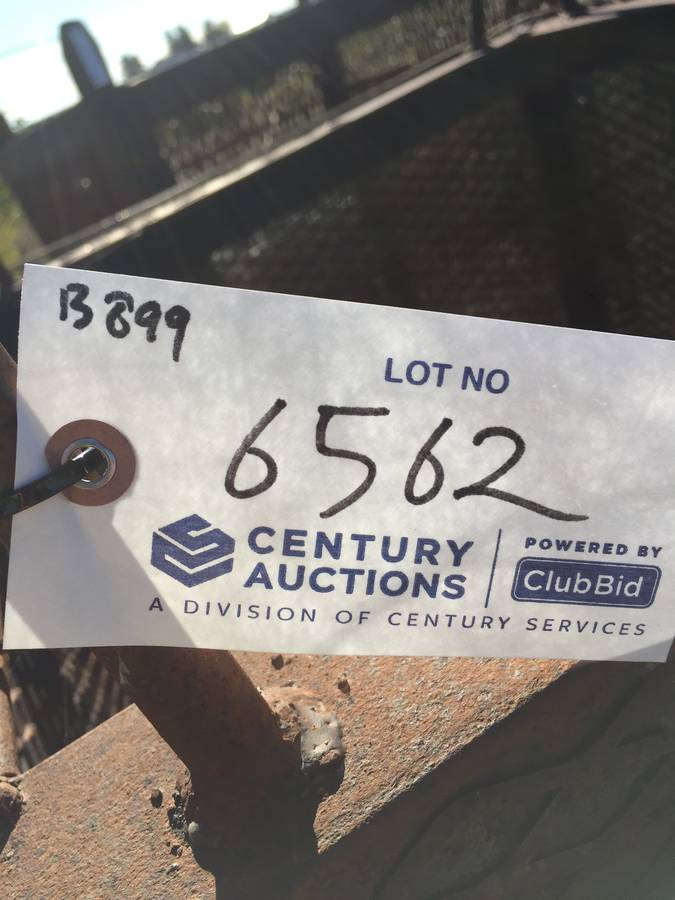 B899
LOT NO
6562
CENTURY AUCTIONS
POWERED BY
ClubBid
A DIVISION OF CENTURY SERVICES